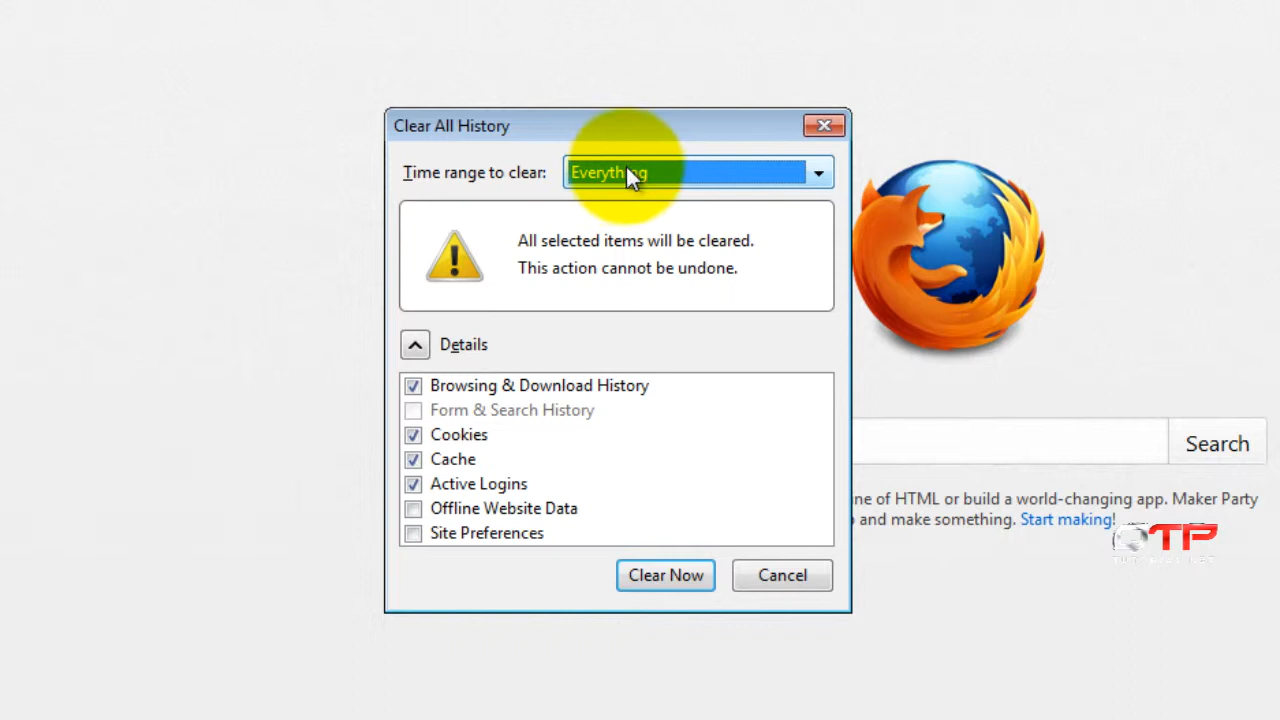 Clear All History
Time range to clear: Everything
All selected items will be cleared.
This action cannot be undone.
Details
Browsing & Download History
Form & Search History
Cookies
Cache
Active Logins
Offline Website Data
Site Preferences
Clear Now Cancel
Search
ne of HTML or build a world-changing app. Maker Party
and make something. Start making!
TP